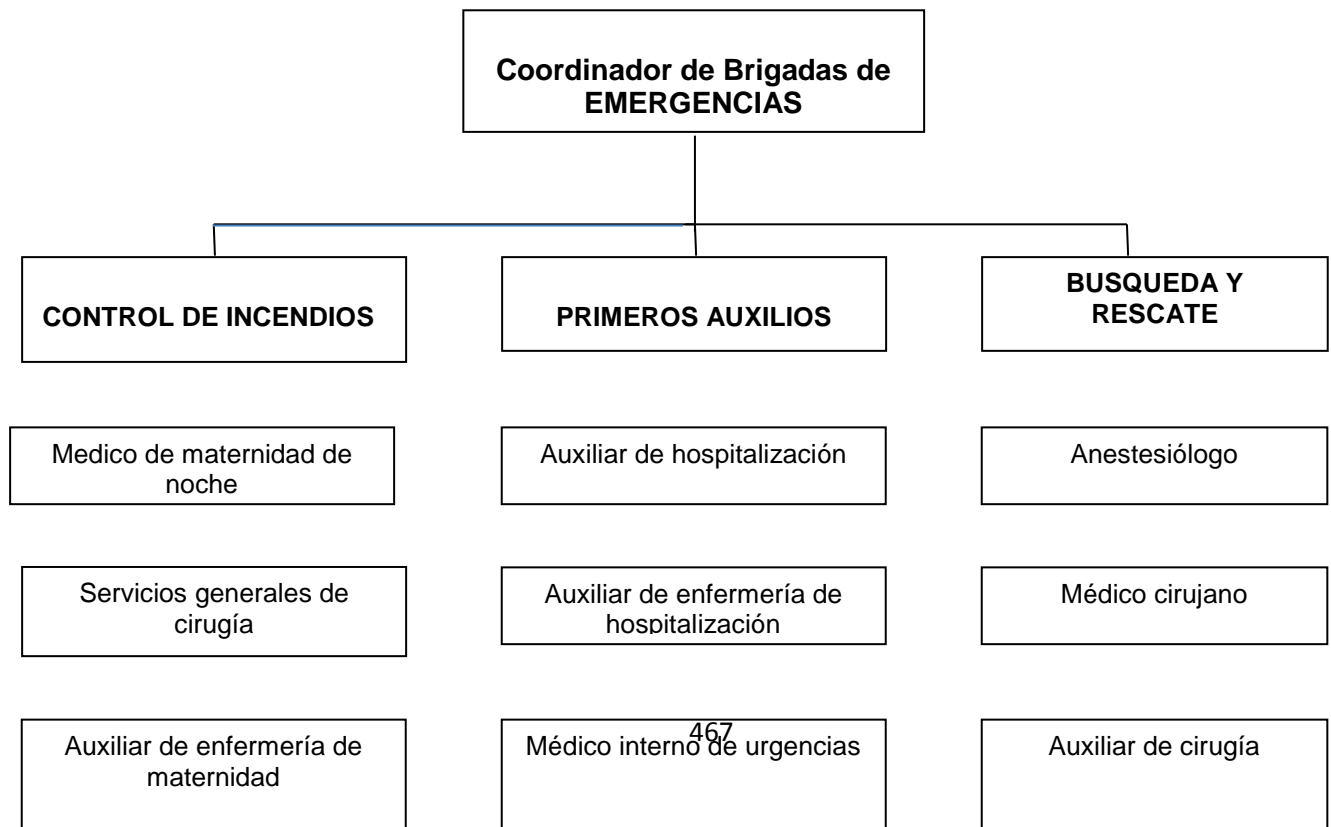 Coordinador de Brigadas de
EMERGENCIAS
CONTROL DE INCENDIOS
PRIMEROS AUXILIOS
BUSQUEDA Y
RESCATE
Medico de maternidad de
noche
Auxiliar de hospitalización
Anestesiólogo
Servicios generales de
cirugía
Auxiliar de enfermería de
hospitalización
Médico cirujano
Auxiliar de enfermería de
maternidad
Médico interno de urgencias
467
Auxiliar de cirugía